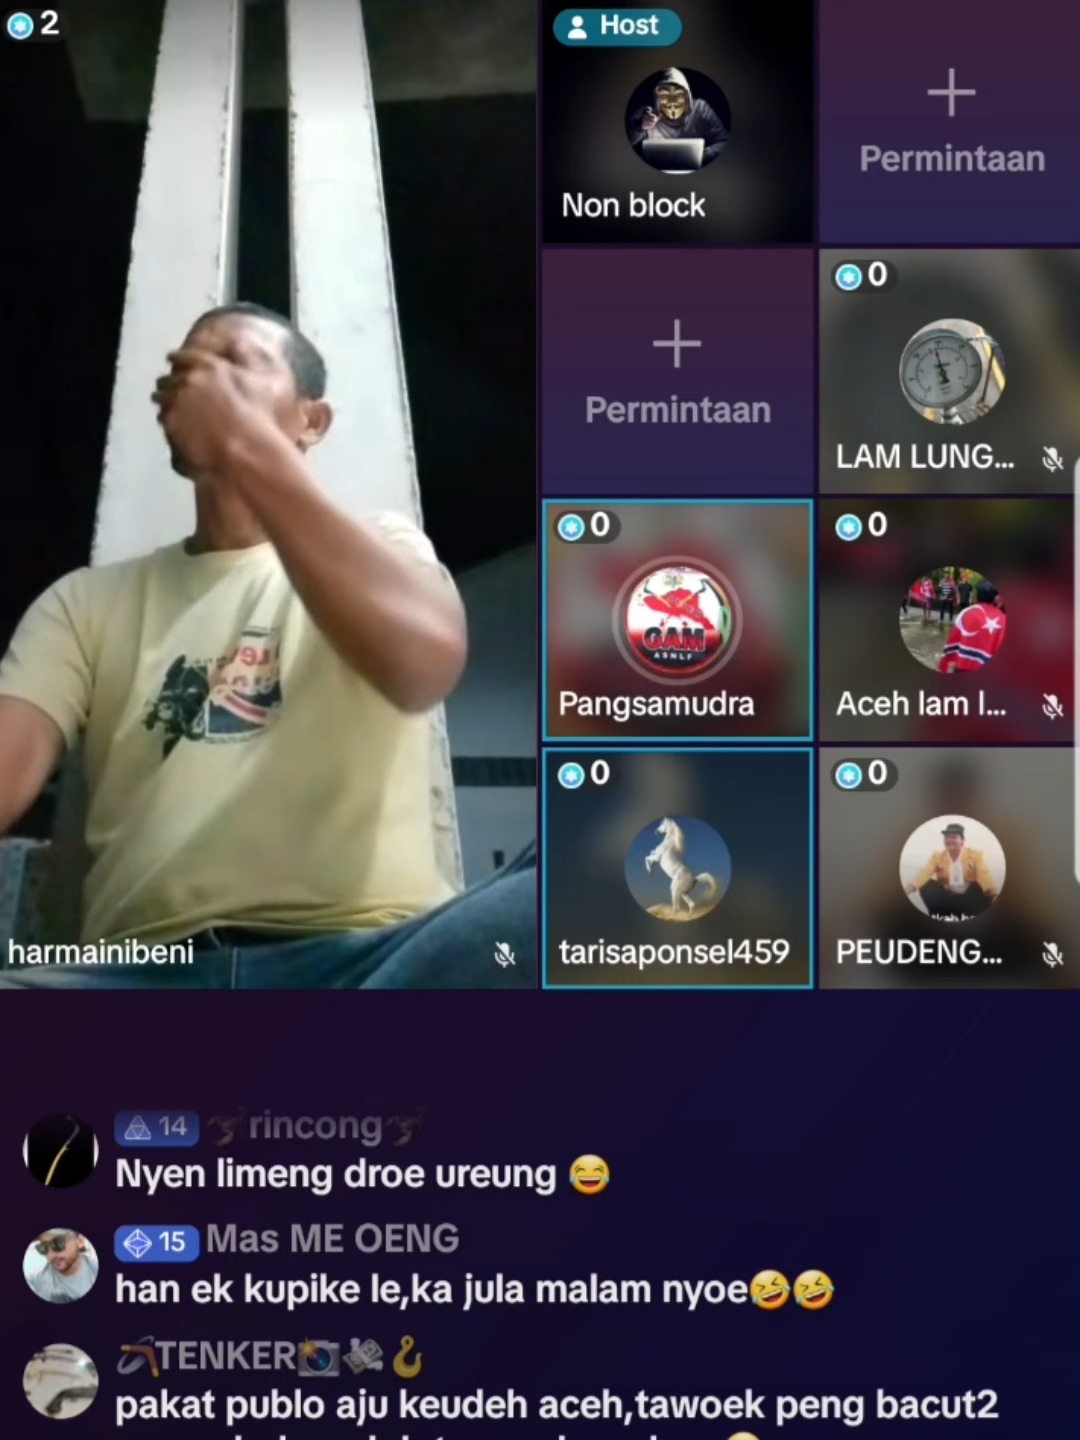 2
Host
Non block
Permintaan
Permintaan
0
LAM LUNG...
0
GAM
ASNLF
Pangsamudra
0
Aceh lam l...
0
tarisaponsel459
0
PEUDENG...
harmainibeni
14 rincong
Nyen limeng droe ureung 😂
15 Mas ME OENG
han ek kupike le,ka jula malam nyoe🤣🤣
🪃TENKER📸💸🪝
pakat publo aju keudeh aceh,tawoek peng bacut2